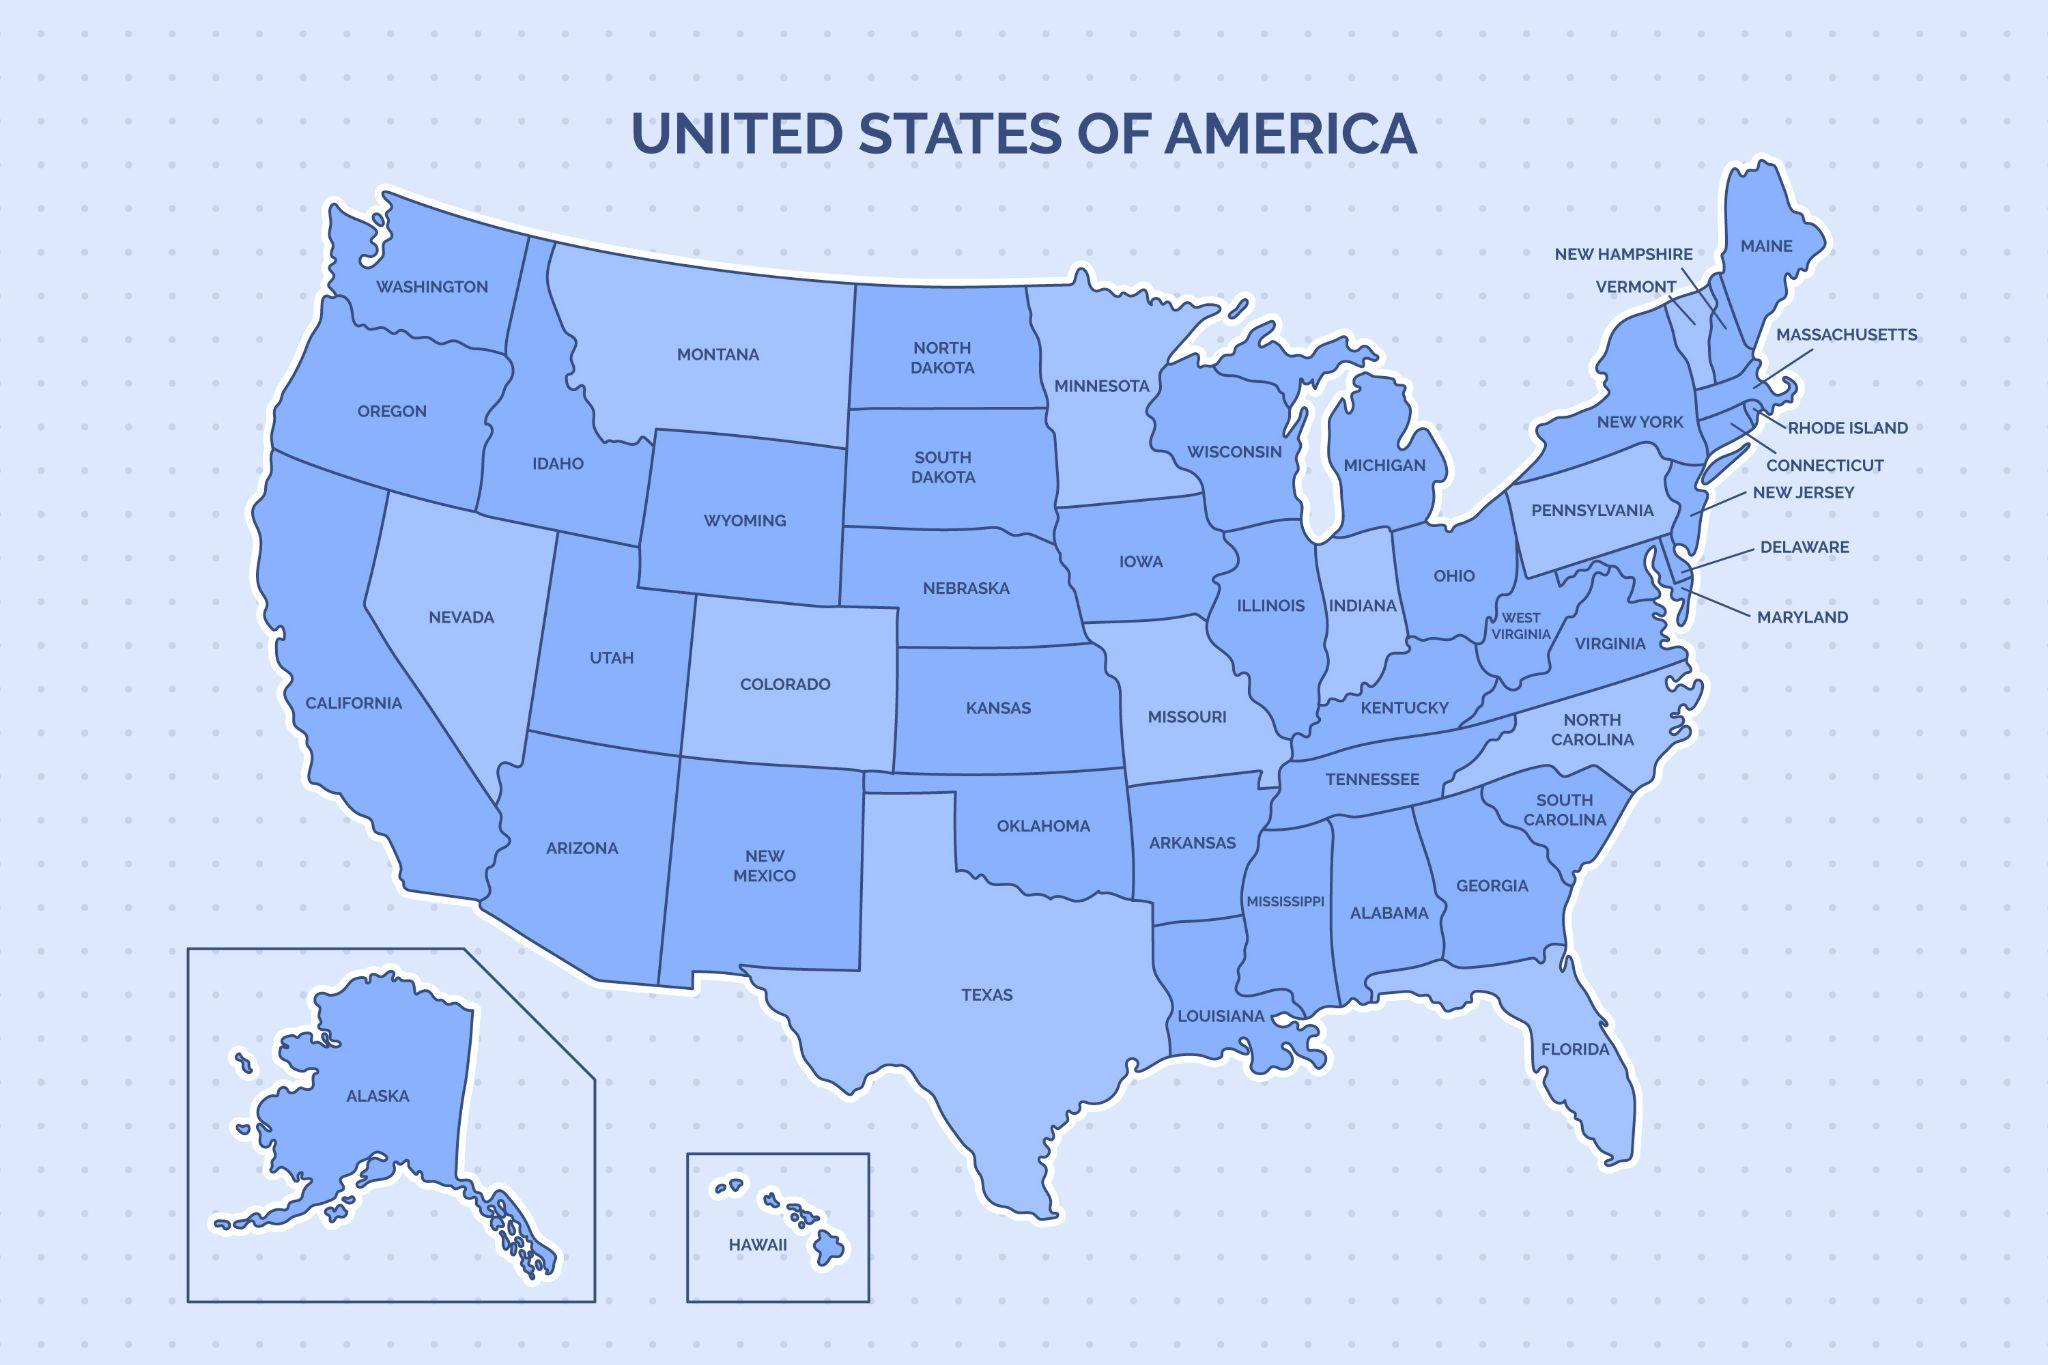 UNITED STATES OF AMERICA
WASHINGTON
OREGON
CALIFORNIA
IDAHO
NEVADA
MONTANA
WYOMING
UTAH
COLORADO
ARIZONA
NEW
MEXICO
NORTH
DAKOTA
SOUTH
DAKOTA
NEBRASKA
KANSAS
OKLAHOMA
TEXAS
MINNESOTA
IOWA
MISSOURI
ARKANSAS
LOUISIANA
WISCONSIN
ILLINOIS
MICHIGAN
INDIANA
OHIO
KENTUCKY
TENNESSEE
MISSISSIPPI
ALABAMA
GEORGIA
FLORIDA
SOUTH
CAROLINA
NORTH
CAROLINA
VIRGINIA
WEST
VIRGINIA
PENNSYLVANIA
NEW YORK
MAINE
NEW HAMPSHIRE
VERMONT
MASSACHUSETTS
RHODE ISLAND
CONNECTICUT
NEW JERSEY
DELAWARE
MARYLAND
ALASKA
HAWAII